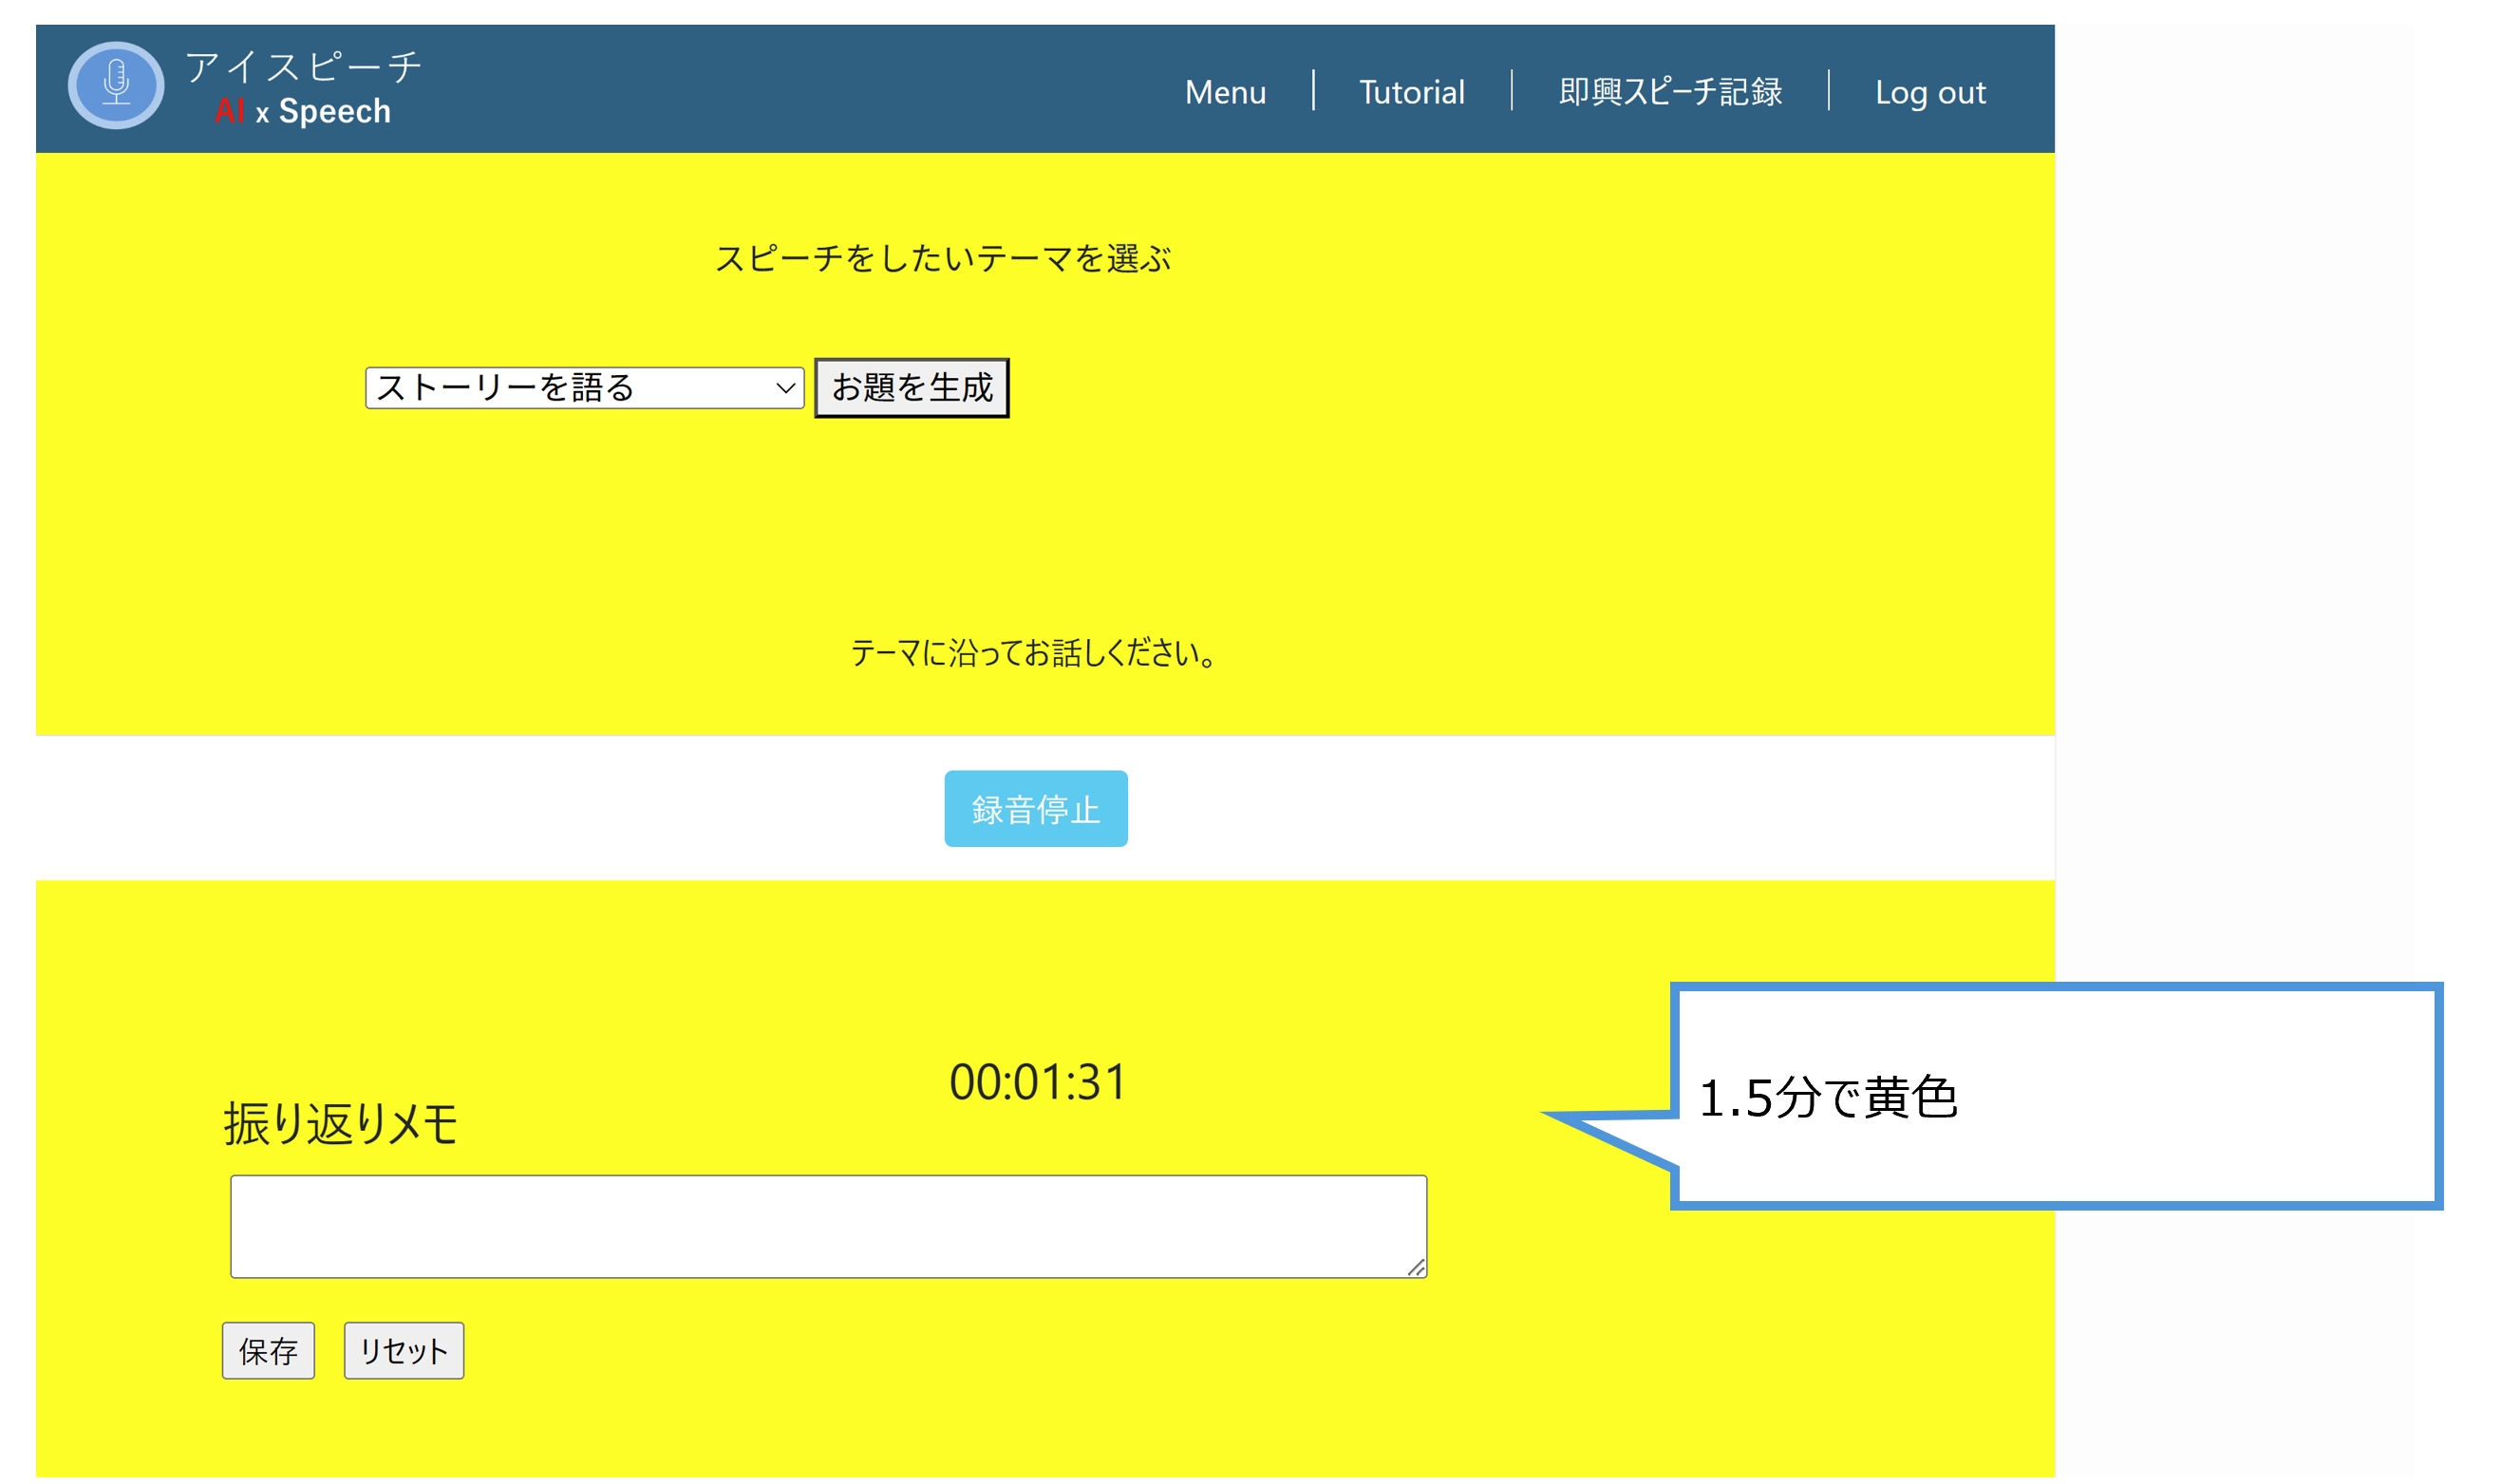 アイスピーチ
AI x Speech
Menu
Tutorial
即興スピーチ記録
Log out
スピーチをしたいテーマを選ぶ
ストーリーを語る
お題を生成
テーマに沿ってお話しください。
録音停止
00:01:31
振り返りメモ
1.5分で黄色
保存
リセット